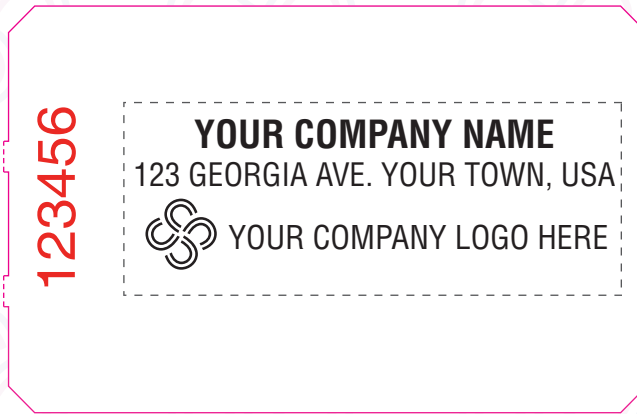 123456
YOUR COMPANY NAME
123 GEORGIA AVE. YOUR TOWN, USA
YOUR COMPANY LOGO HERE